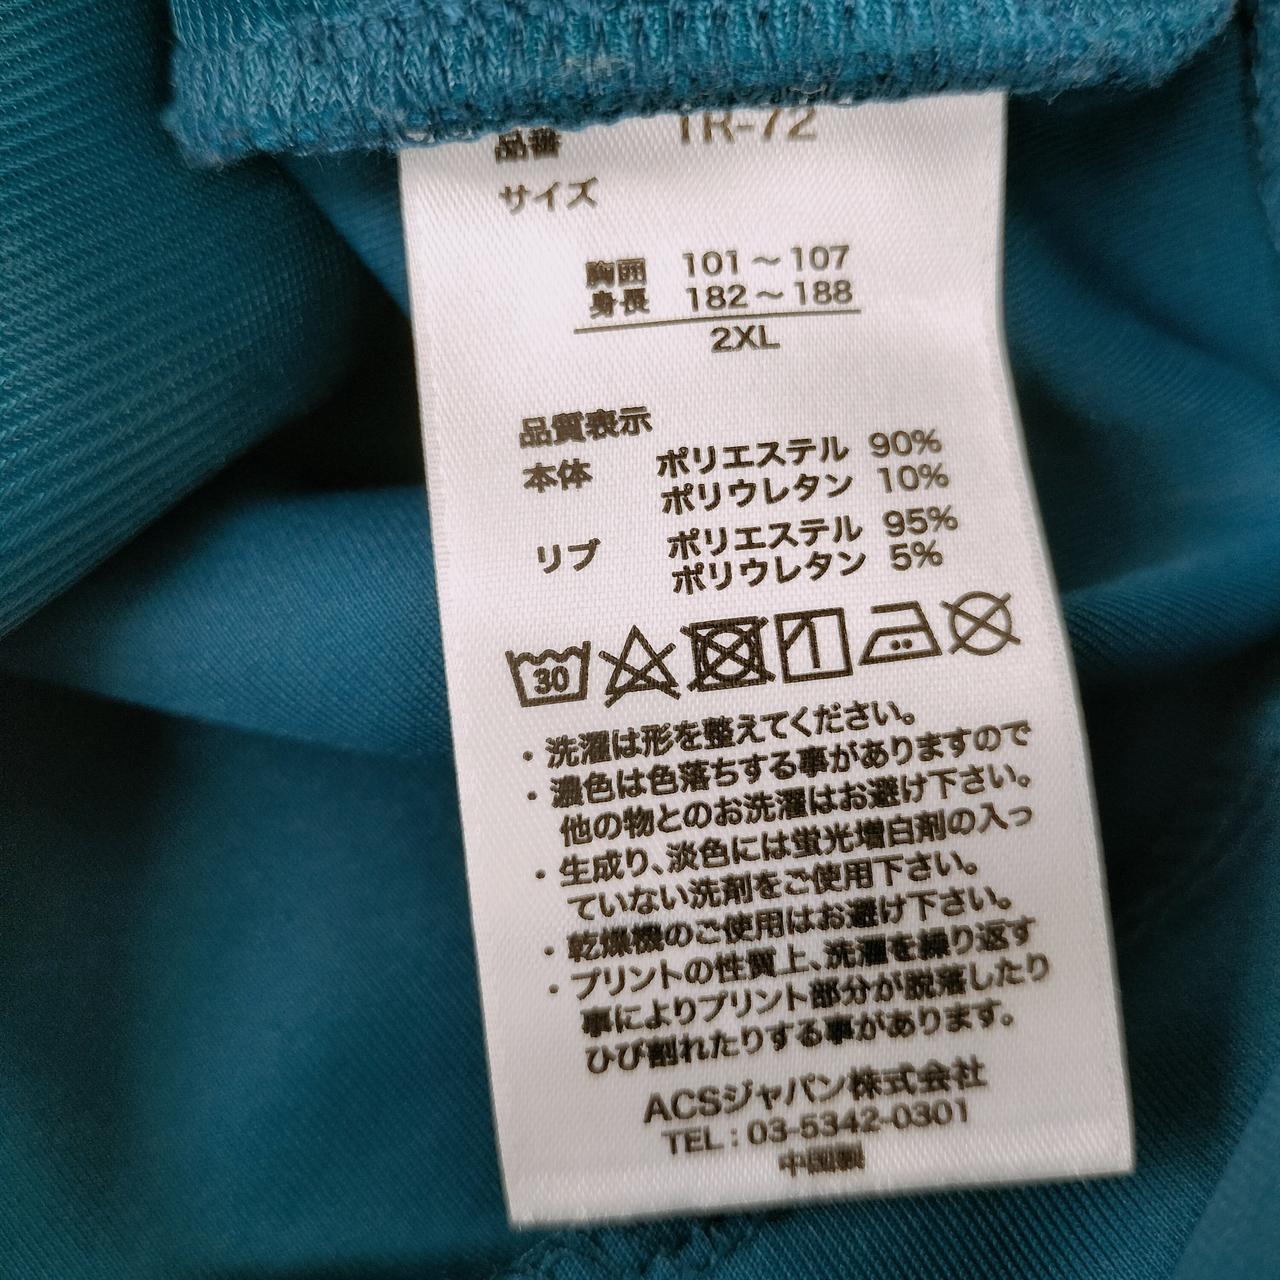 品番 TR-72
サイズ
胸囲 101～107
身長 182～188
2XL
品質表示
本体 ポリエステル 90%
ポリウレタン 10%
リブ ポリエステル 95%
ポリウレタン 5%
30
・洗濯は形を整えてください。
・濃色は色落ちする事がありますので
他の物とのお洗濯はお避け下さい。
・生成り、淡色には蛍光増白剤の入っ
ていない洗剤をご使用下さい。
・乾燥機のご使用はお避け下さい。
・プリントの性質上、洗濯を繰り返す
事によりプリント部分が脱落したり
ひび割れたりする事があります。
ACSジャパン株式会社
TEL：03-5342-0301
中国製